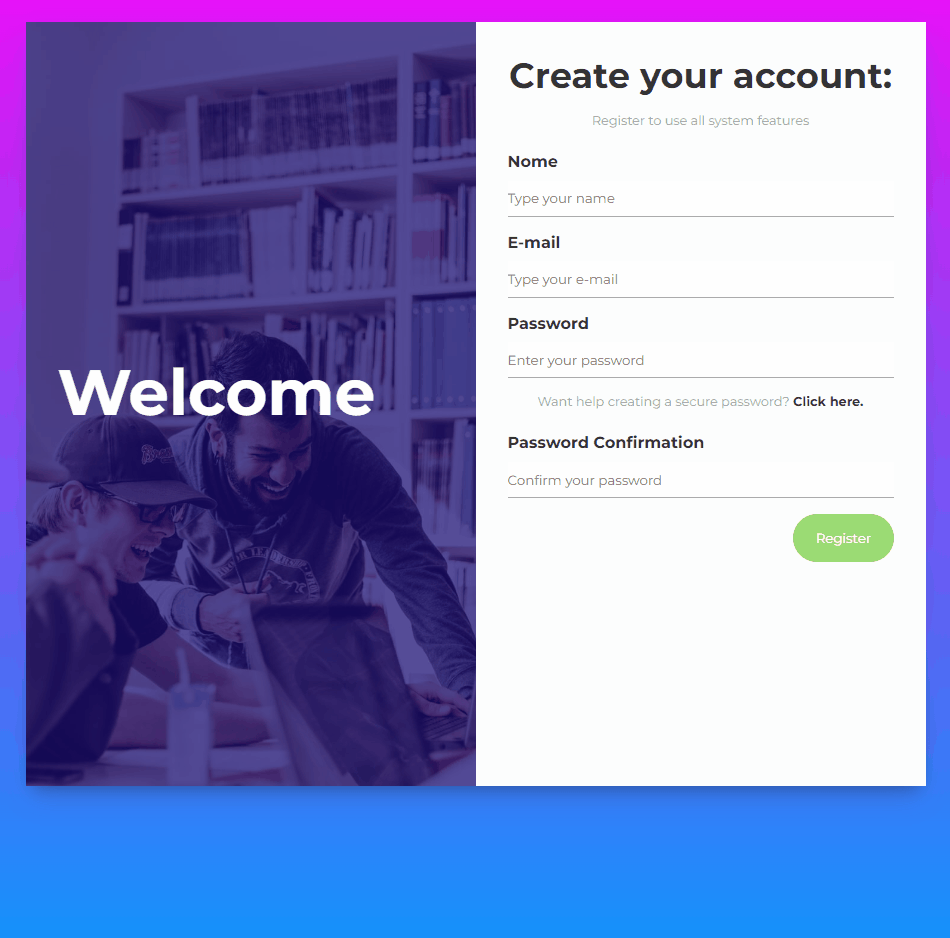 Welcome
Create your account:
Register to use all system features
Nome
Type your name
E-mail
Type your e-mail
Password
Enter your password
Want help creating a secure password? Click here.
Password Confirmation
Confirm your password
Register